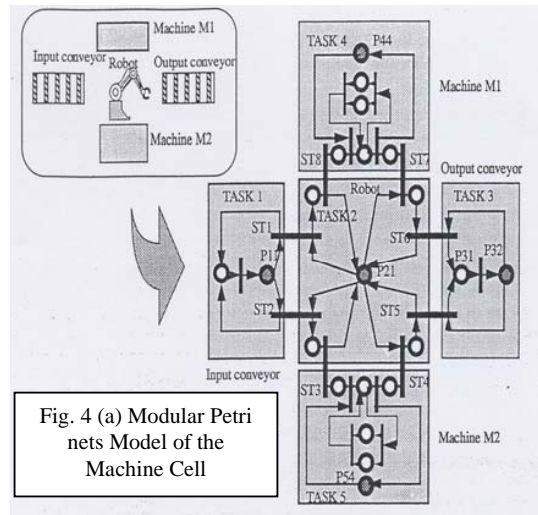 Machine M1
Input conveyor
Robot
Output conveyor
Machine M2
TASK 4
P44
Machine M1
ST8
ST7
Output conveyor
TASK 1
Robot
TASK 3
TASK 2
ST1
ST6
P11
P21
P31
P32
ST2
ST5
Input conveyor
ST3
ST4
Machine M2
P54
TASK 5
Fig. 4 (a) Modular Petri
nets Model of the
Machine Cell